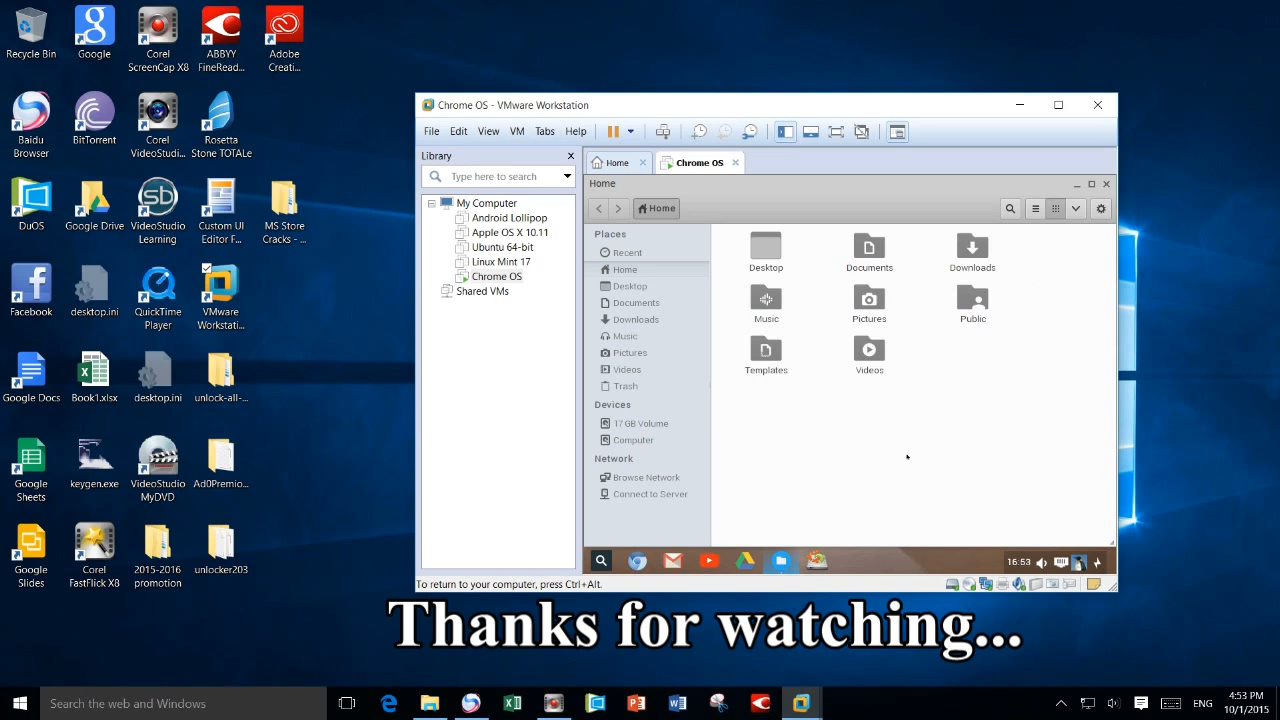 Recycle Bin
Google
Corel
ScreenCap X8
ABBYY
FineRead...
Adobe
Creati...
Baidu
Browser
BitTorrent
Corel
VideoStudi...
Rosetta
Stone TOTALe
DuOS
Google Drive
VideoStudio
Learning
Custom UI
Editor F...
MS Store
Cracks - ...
Facebook
desktop.ini
QuickTime
Player
VMware
Workstati...
Google Docs
Book1.xlsx
desktop.ini
unlock-all-...
Google
Sheets
keygen.exe
VideoStudio
MyDVD
Ad0Premio...
Google
Slides
Corel
FastFlick X8
2015-2016
promotion
unlocker203
Chrome OS - VMware Workstation
File Edit View VM Tabs Help
Library
Type here to search
My Computer
Android Lollipop
Apple OS X 10.11
Ubuntu 64-bit
Linux Mint 17
Chrome OS
Shared VMs
Home Chrome OS
Home
Home
Places
Recent
Home
Desktop
Documents
Downloads
Music
Pictures
Videos
Trash
Devices
17 GB Volume
Computer
Network
Browse Network
Connect to Server
Desktop Documents Downloads
Music Pictures Public
Templates Videos
16:53
To return to your computer, press Ctrl+Alt.
Thanks for watching...
Search the web and Windows
ENG
4:53 PM
10/1/2015